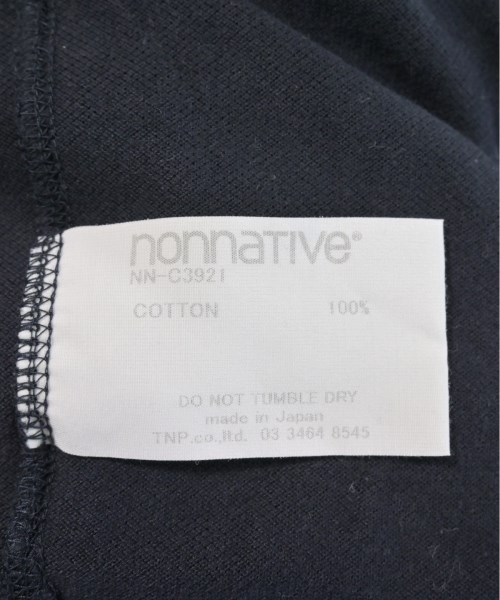 nonnative®
NN-C3921
COTTON 100%
DO NOT TUMBLE DRY
made in Japan
TNP.co.,ltd. 03 3464 8545